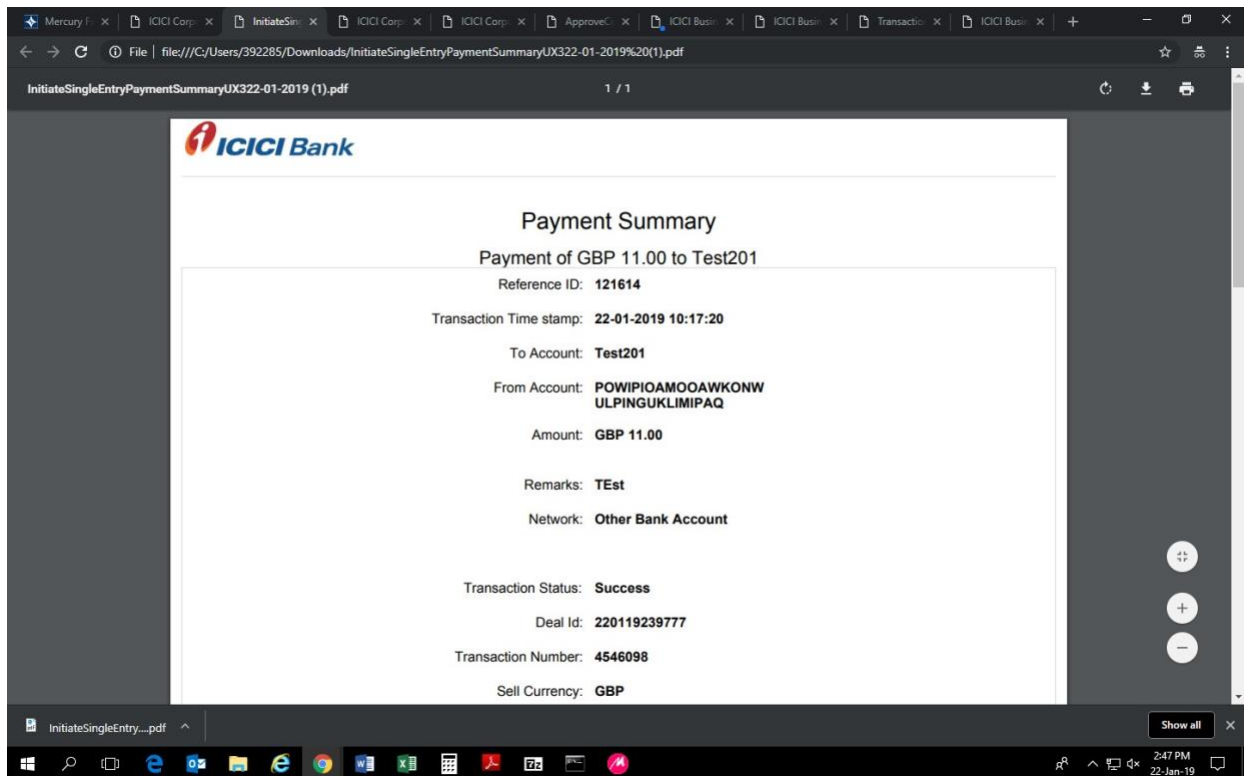 Mercury F
ICICI Corp
InitiateSing
ICICI Corp
ICICI Corp
ApproveC
ICICI Busin
ICICI Busin
Transactio
ICICI Busin
File | file:///C:/Users/392285/Downloads/InitiateSingleEntryPaymentSummaryUX322-01-2019%20(1).pdf
InitiateSingleEntryPaymentSummaryUX322-01-2019 (1).pdf
1 / 1
ICICI Bank
Payment Summary
Payment of GBP 11.00 to Test201
Reference ID: 121614
Transaction Time stamp: 22-01-2019 10:17:20
To Account: Test201
From Account: POWIPIOAMOOAWKONW
ULPINGUKLIMIPAQ
Amount: GBP 11.00
Remarks: TEst
Network: Other Bank Account
Transaction Status: Success
Deal Id: 220119239777
Transaction Number: 4546098
Sell Currency: GBP
InitiateSingleEntry....pdf
Show all
2:47 PM
22-Jan-19